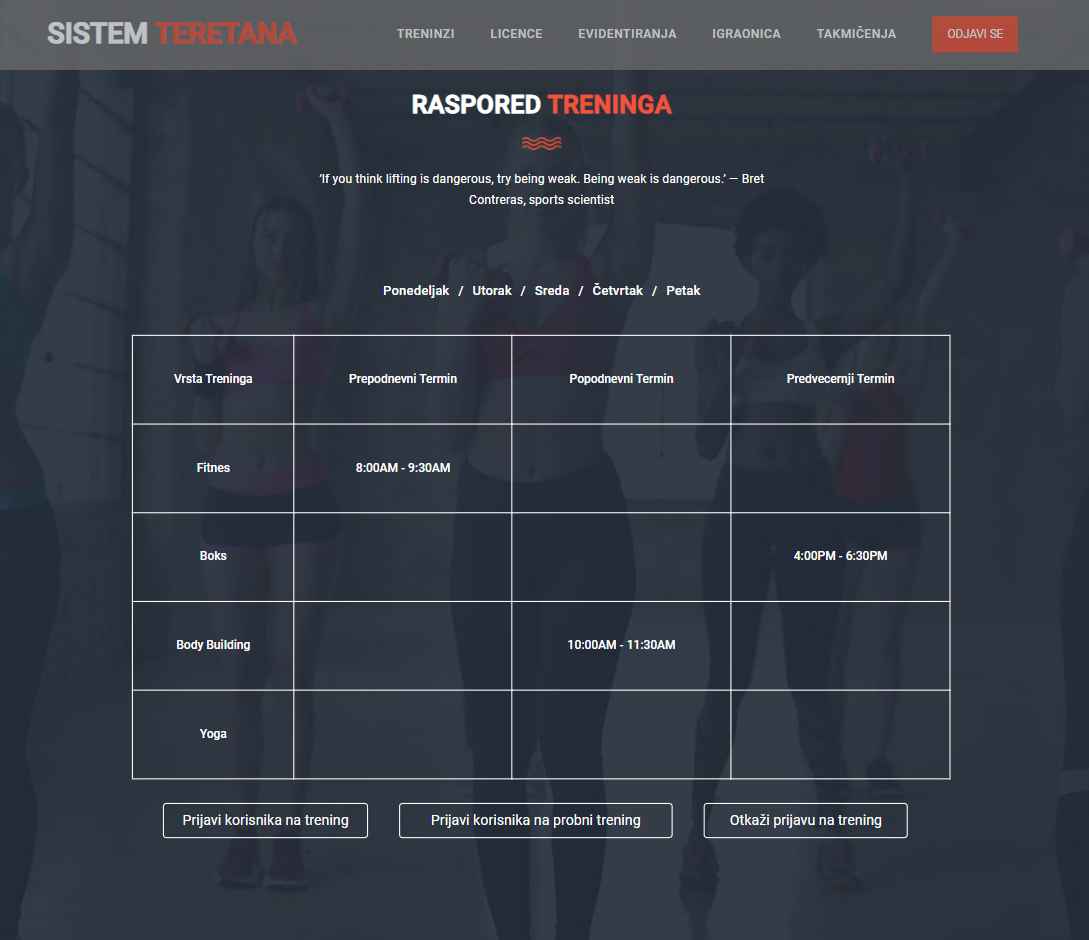 SISTEM TERETANA TRENINZI LICENCE EVIDENTIRANJA IGRAONICA TAKMIČENJA ODJAVI SE
RASPORED TRENINGA
‘If you think lifting is dangerous, try being weak. Being weak is dangerous.’ — Bret
Contreras, sports scientist
Ponedeljak / Utorak / Sreda / Četvrtak / Petak
Vrsta Treninga Prepodnevni Termin Popodnevni Termin Predvecernji Termin
Fitnes 8:00AM - 9:30AM
Boks 4:00PM - 6:30PM
Body Building 10:00AM - 11:30AM
Yoga
Prijavi korisnika na trening Prijavi korisnika na probni trening Otkaži prijavu na trening